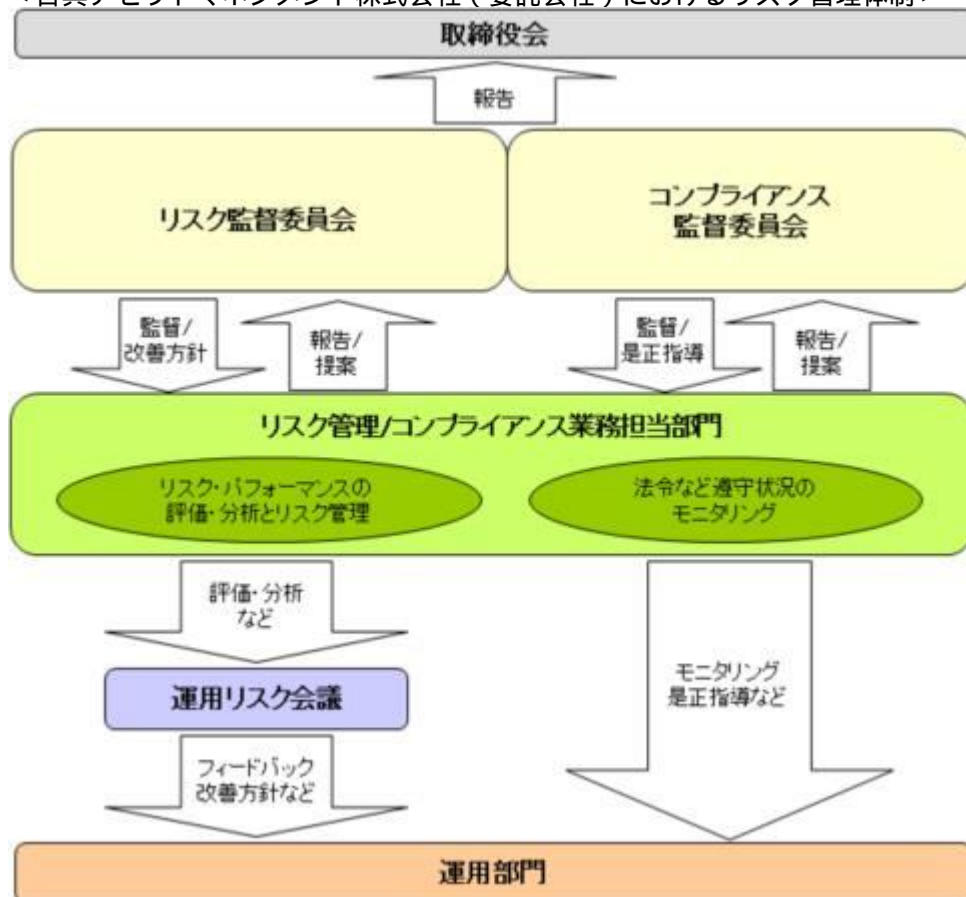 取締役会
報告
リスク監督委員会
コンプライアンス
監督委員会
監督/
改善方針
報告/
提案
監督/
是正指導
報告/
提案
リスク管理/コンプライアンス業務担当部門
リスク・パフォーマンスの
評価・分析とリスク管理
法令など遵守状況の
モニタリング
評価・分析
など
運用リスク会議
モニタリング
是正指導など
フィードバック
改善方針など
運用部門